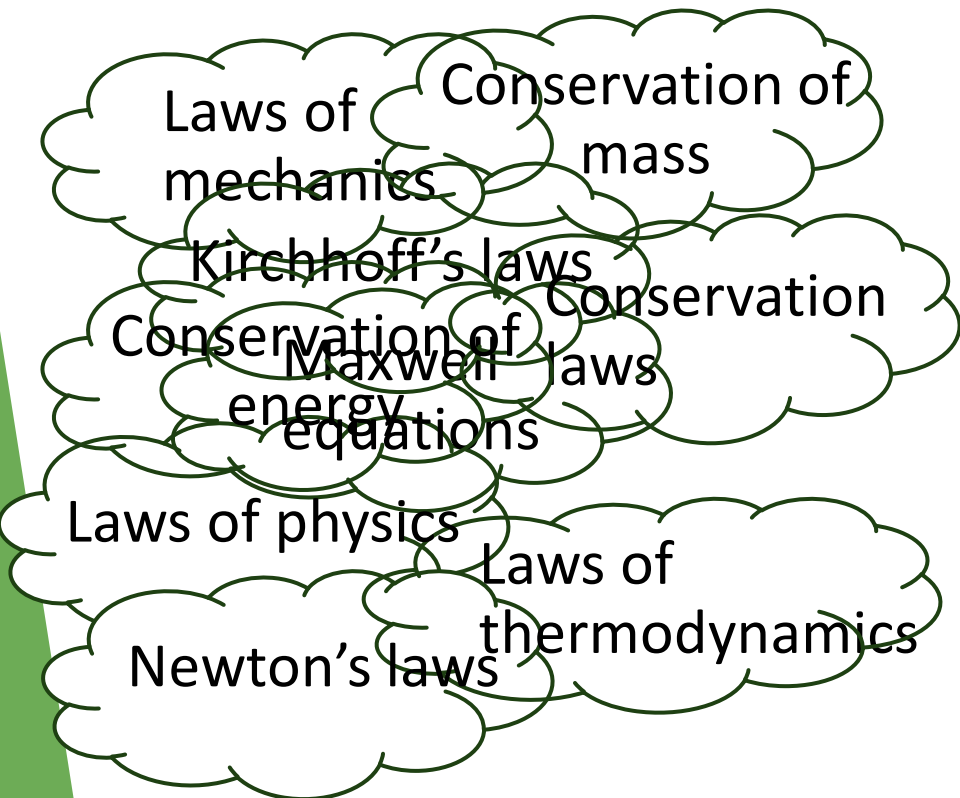 Laws of
mechanics
Conservation of
mass
Kirchhoff’s laws
Conservation
laws
Conservation of
energy
Maxwell
equations
Laws of physics
Laws of
thermodynamics
Newton’s laws